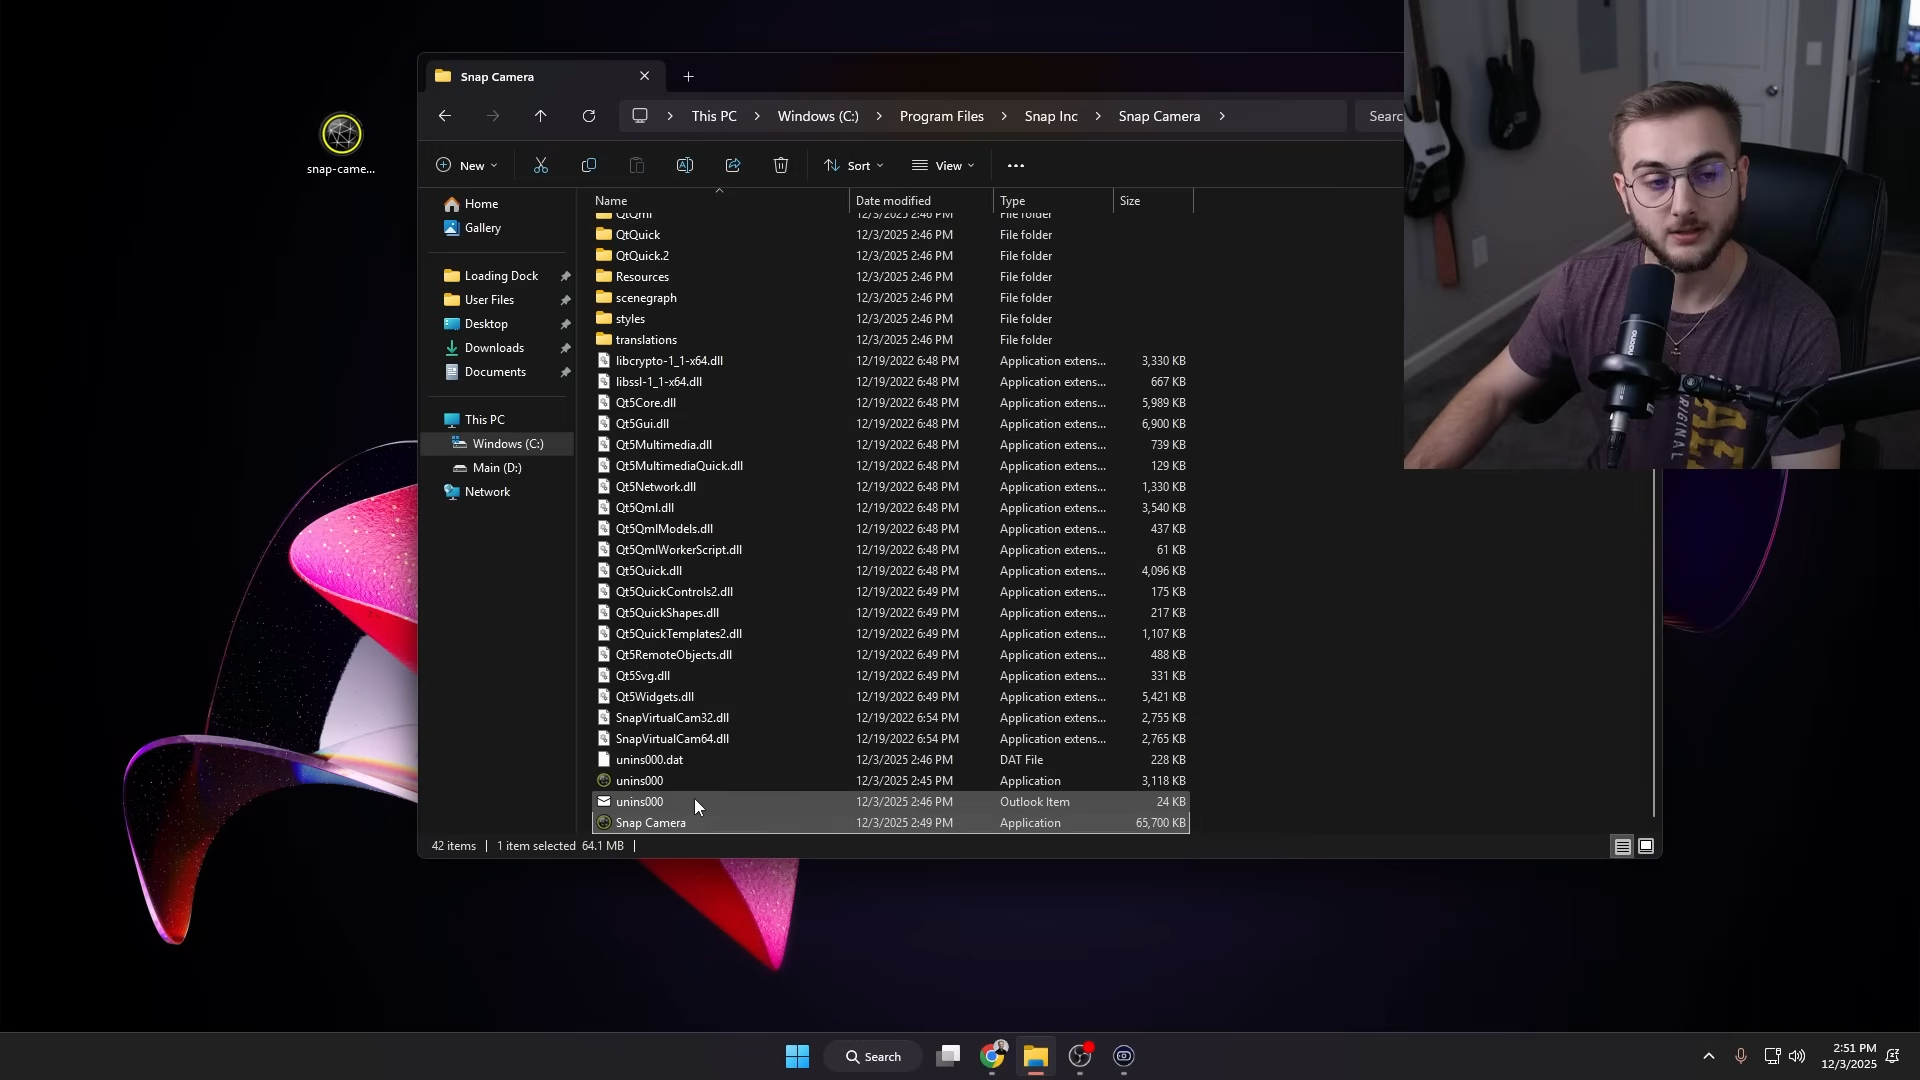 Snap Camera
This PC
Windows (C:)
Program Files
Snap Inc
Snap Camera
Searc
snap-came...
New
Sort
View
Home
Gallery
Loading Dock
User Files
Desktop
Downloads
Documents
This PC
Windows (C:)
Main (D:)
Network
Name Date modified Type Size
QtQml 12/3/2025 2:46 PM File folder
QtQuick 12/3/2025 2:46 PM File folder
QtQuick.2 12/3/2025 2:46 PM File folder
Resources 12/3/2025 2:46 PM File folder
scenegraph 12/3/2025 2:46 PM File folder
styles 12/3/2025 2:46 PM File folder
translations 12/3/2025 2:46 PM File folder
libcrypto-1_1-x64.dll 12/19/2022 6:48 PM Application extens... 3,330 KB
libssl-1_1-x64.dll 12/19/2022 6:48 PM Application extens... 667 KB
Qt5Core.dll 12/19/2022 6:48 PM Application extens... 5,989 KB
Qt5Gui.dll 12/19/2022 6:48 PM Application extens... 6,900 KB
Qt5Multimedia.dll 12/19/2022 6:48 PM Application extens... 739 KB
Qt5MultimediaQuick.dll 12/19/2022 6:48 PM Application extens... 129 KB
Qt5Network.dll 12/19/2022 6:48 PM Application extens... 1,330 KB
Qt5Qml.dll 12/19/2022 6:48 PM Application extens... 3,540 KB
Qt5QmlModels.dll 12/19/2022 6:48 PM Application extens... 437 KB
Qt5QmlWorkerScript.dll 12/19/2022 6:48 PM Application extens... 61 KB
Qt5Quick.dll 12/19/2022 6:48 PM Application extens... 4,096 KB
Qt5QuickControls2.dll 12/19/2022 6:49 PM Application extens... 175 KB
Qt5QuickShapes.dll 12/19/2022 6:49 PM Application extens... 217 KB
Qt5QuickTemplates2.dll 12/19/2022 6:49 PM Application extens... 1,107 KB
Qt5RemoteObjects.dll 12/19/2022 6:49 PM Application extens... 488 KB
Qt5Svg.dll 12/19/2022 6:49 PM Application extens... 331 KB
Qt5Widgets.dll 12/19/2022 6:49 PM Application extens... 5,421 KB
SnapVirtualCam32.dll 12/19/2022 6:54 PM Application extens... 2,755 KB
SnapVirtualCam64.dll 12/19/2022 6:54 PM Application extens... 2,765 KB
unins000.dat 12/3/2025 2:46 PM DAT File 228 KB
unins000 12/3/2025 2:45 PM Application 3,118 KB
unins000 12/3/2025 2:46 PM Outlook Item 24 KB
Snap Camera 12/3/2025 2:49 PM Application 65,700 KB
42 items 1 item selected 64.1 MB
Search
2:51 PM
12/3/2025